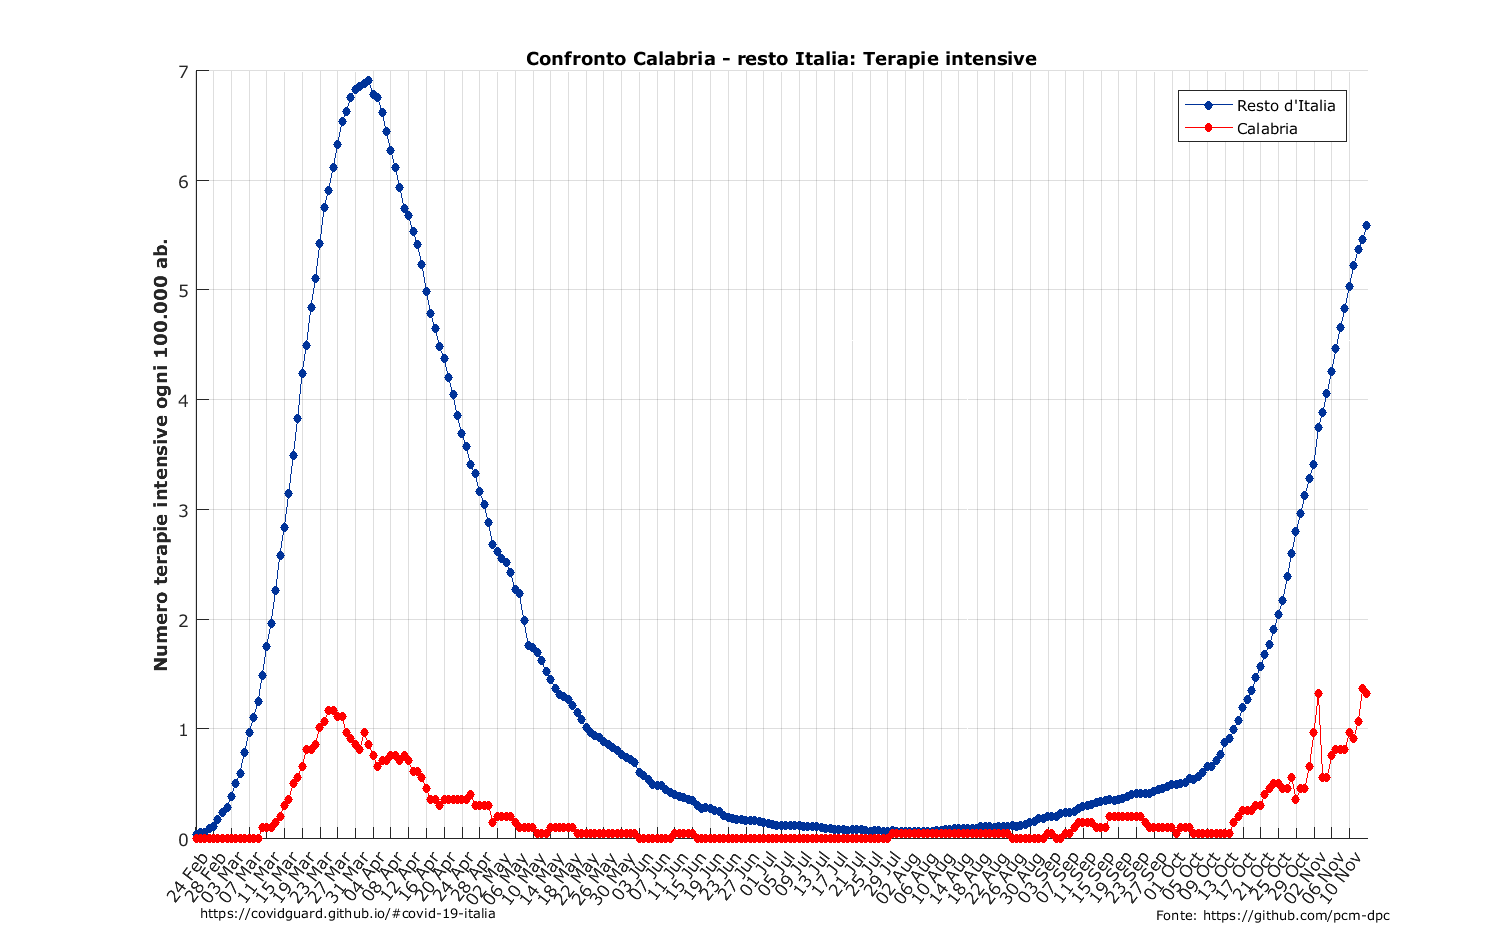 Confronto Calabria - resto Italia: Terapie intensive
Resto d'Italia
Calabria
Numero terapie intensive ogni 100.000 ab.
7
6
5
4
3
2
1
0
24 Feb
28 Feb
03 Mar
07 Mar
11 Mar
15 Mar
19 Mar
23 Mar
27 Mar
31 Mar
04 Apr
08 Apr
12 Apr
16 Apr
20 Apr
24 Apr
28 Apr
02 May
06 May
10 May
14 May
18 May
22 May
26 May
30 May
03 Jun
07 Jun
11 Jun
15 Jun
19 Jun
23 Jun
27 Jun
01 Jul
05 Jul
09 Jul
13 Jul
17 Jul
21 Jul
25 Jul
29 Jul
02 Aug
06 Aug
10 Aug
14 Aug
18 Aug
22 Aug
26 Aug
30 Aug
03 Sep
07 Sep
11 Sep
15 Sep
19 Sep
23 Sep
27 Sep
01 Oct
05 Oct
09 Oct
13 Oct
17 Oct
21 Oct
25 Oct
29 Oct
02 Nov
06 Nov
10 Nov
https://covidguard.github.io/#covid-19-italia
Fonte: https://github.com/pcm-dpc